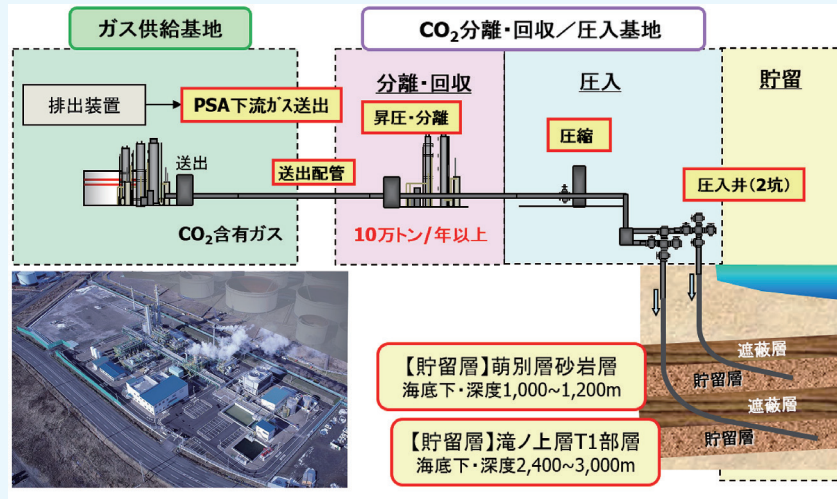 ガス供給基地
CO₂分離・回収／圧入基地
排出装置
PSA下流ガス送出
送出
送出配管
CO₂含有ガス
分離・回収
昇圧・分離
10万トン/年以上
圧入
圧縮
貯留
圧入井(2坑)
遮蔽層
貯留層
遮蔽層
貯留層
【貯留層】萌別層砂岩層
海底下・深度1,000~1,200m
【貯留層】滝ノ上層T1部層
海底下・深度2,400~3,000m